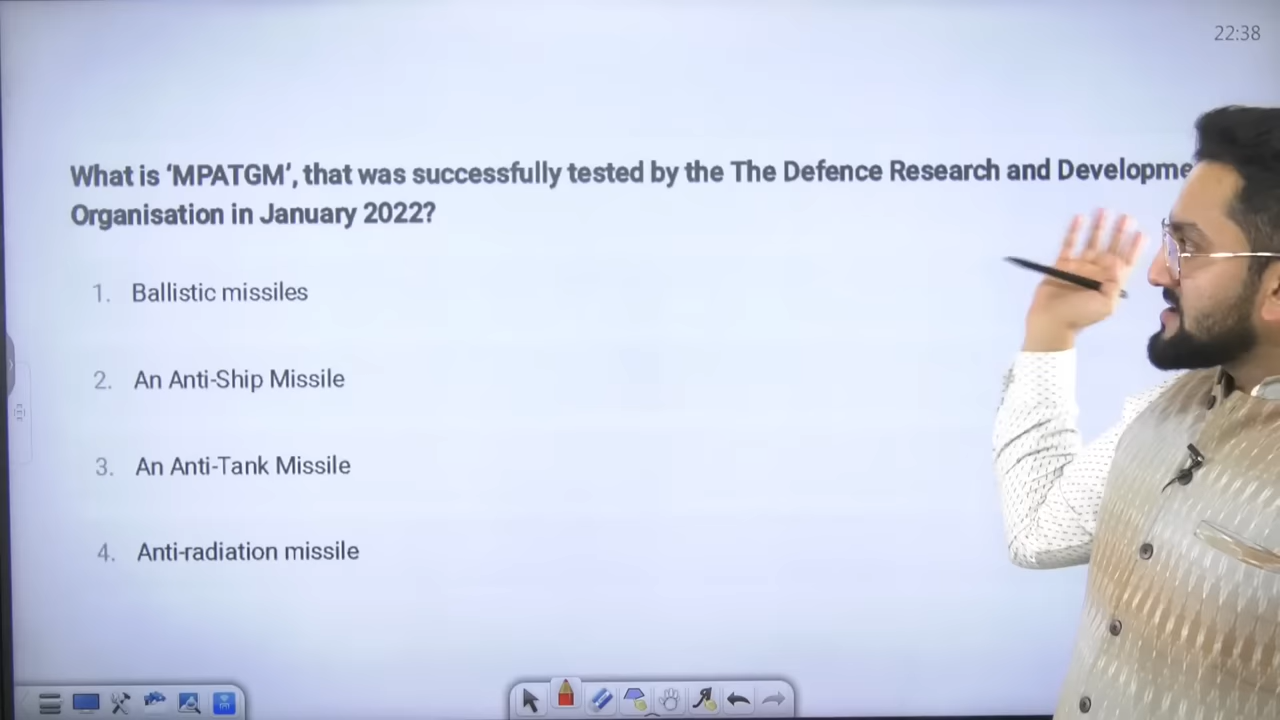 22:38
What is ‘MPATGM’, that was successfully tested by the The Defence Research and Developme
Organisation in January 2022?
1. Ballistic missiles
2. An Anti-Ship Missile
3. An Anti-Tank Missile
4. Anti-radiation missile